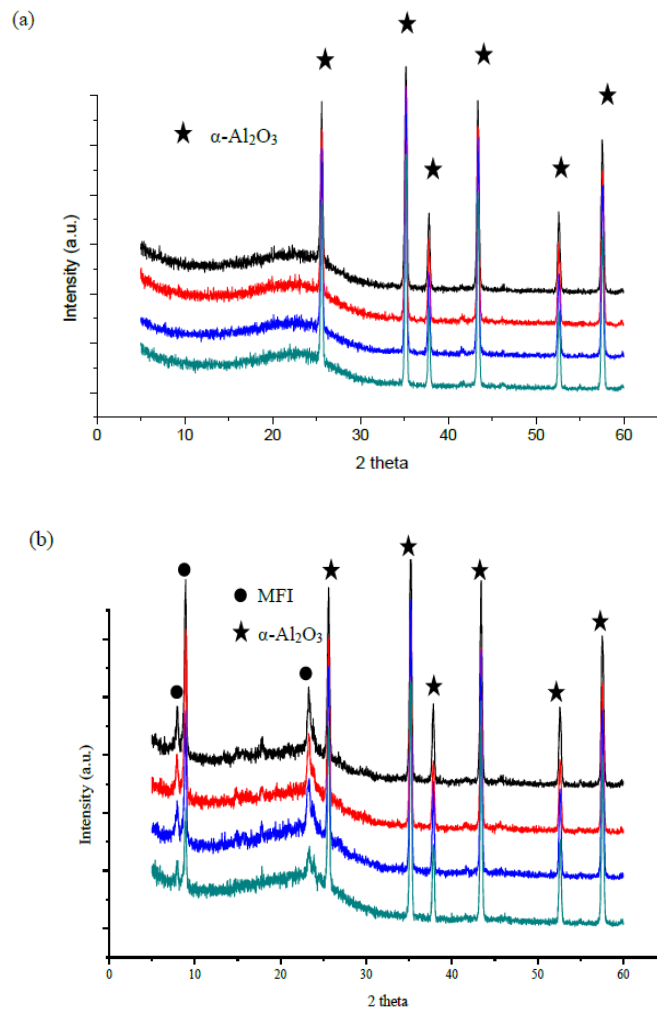 (a)
★ α-Al₂O₃
Intensity (a.u.)
0 10 20 30 40 50 60
2 theta
(b)
● MFI
★ α-Al₂O₃
Intensity (a.u.)
0 10 20 30 40 50 60
2 theta